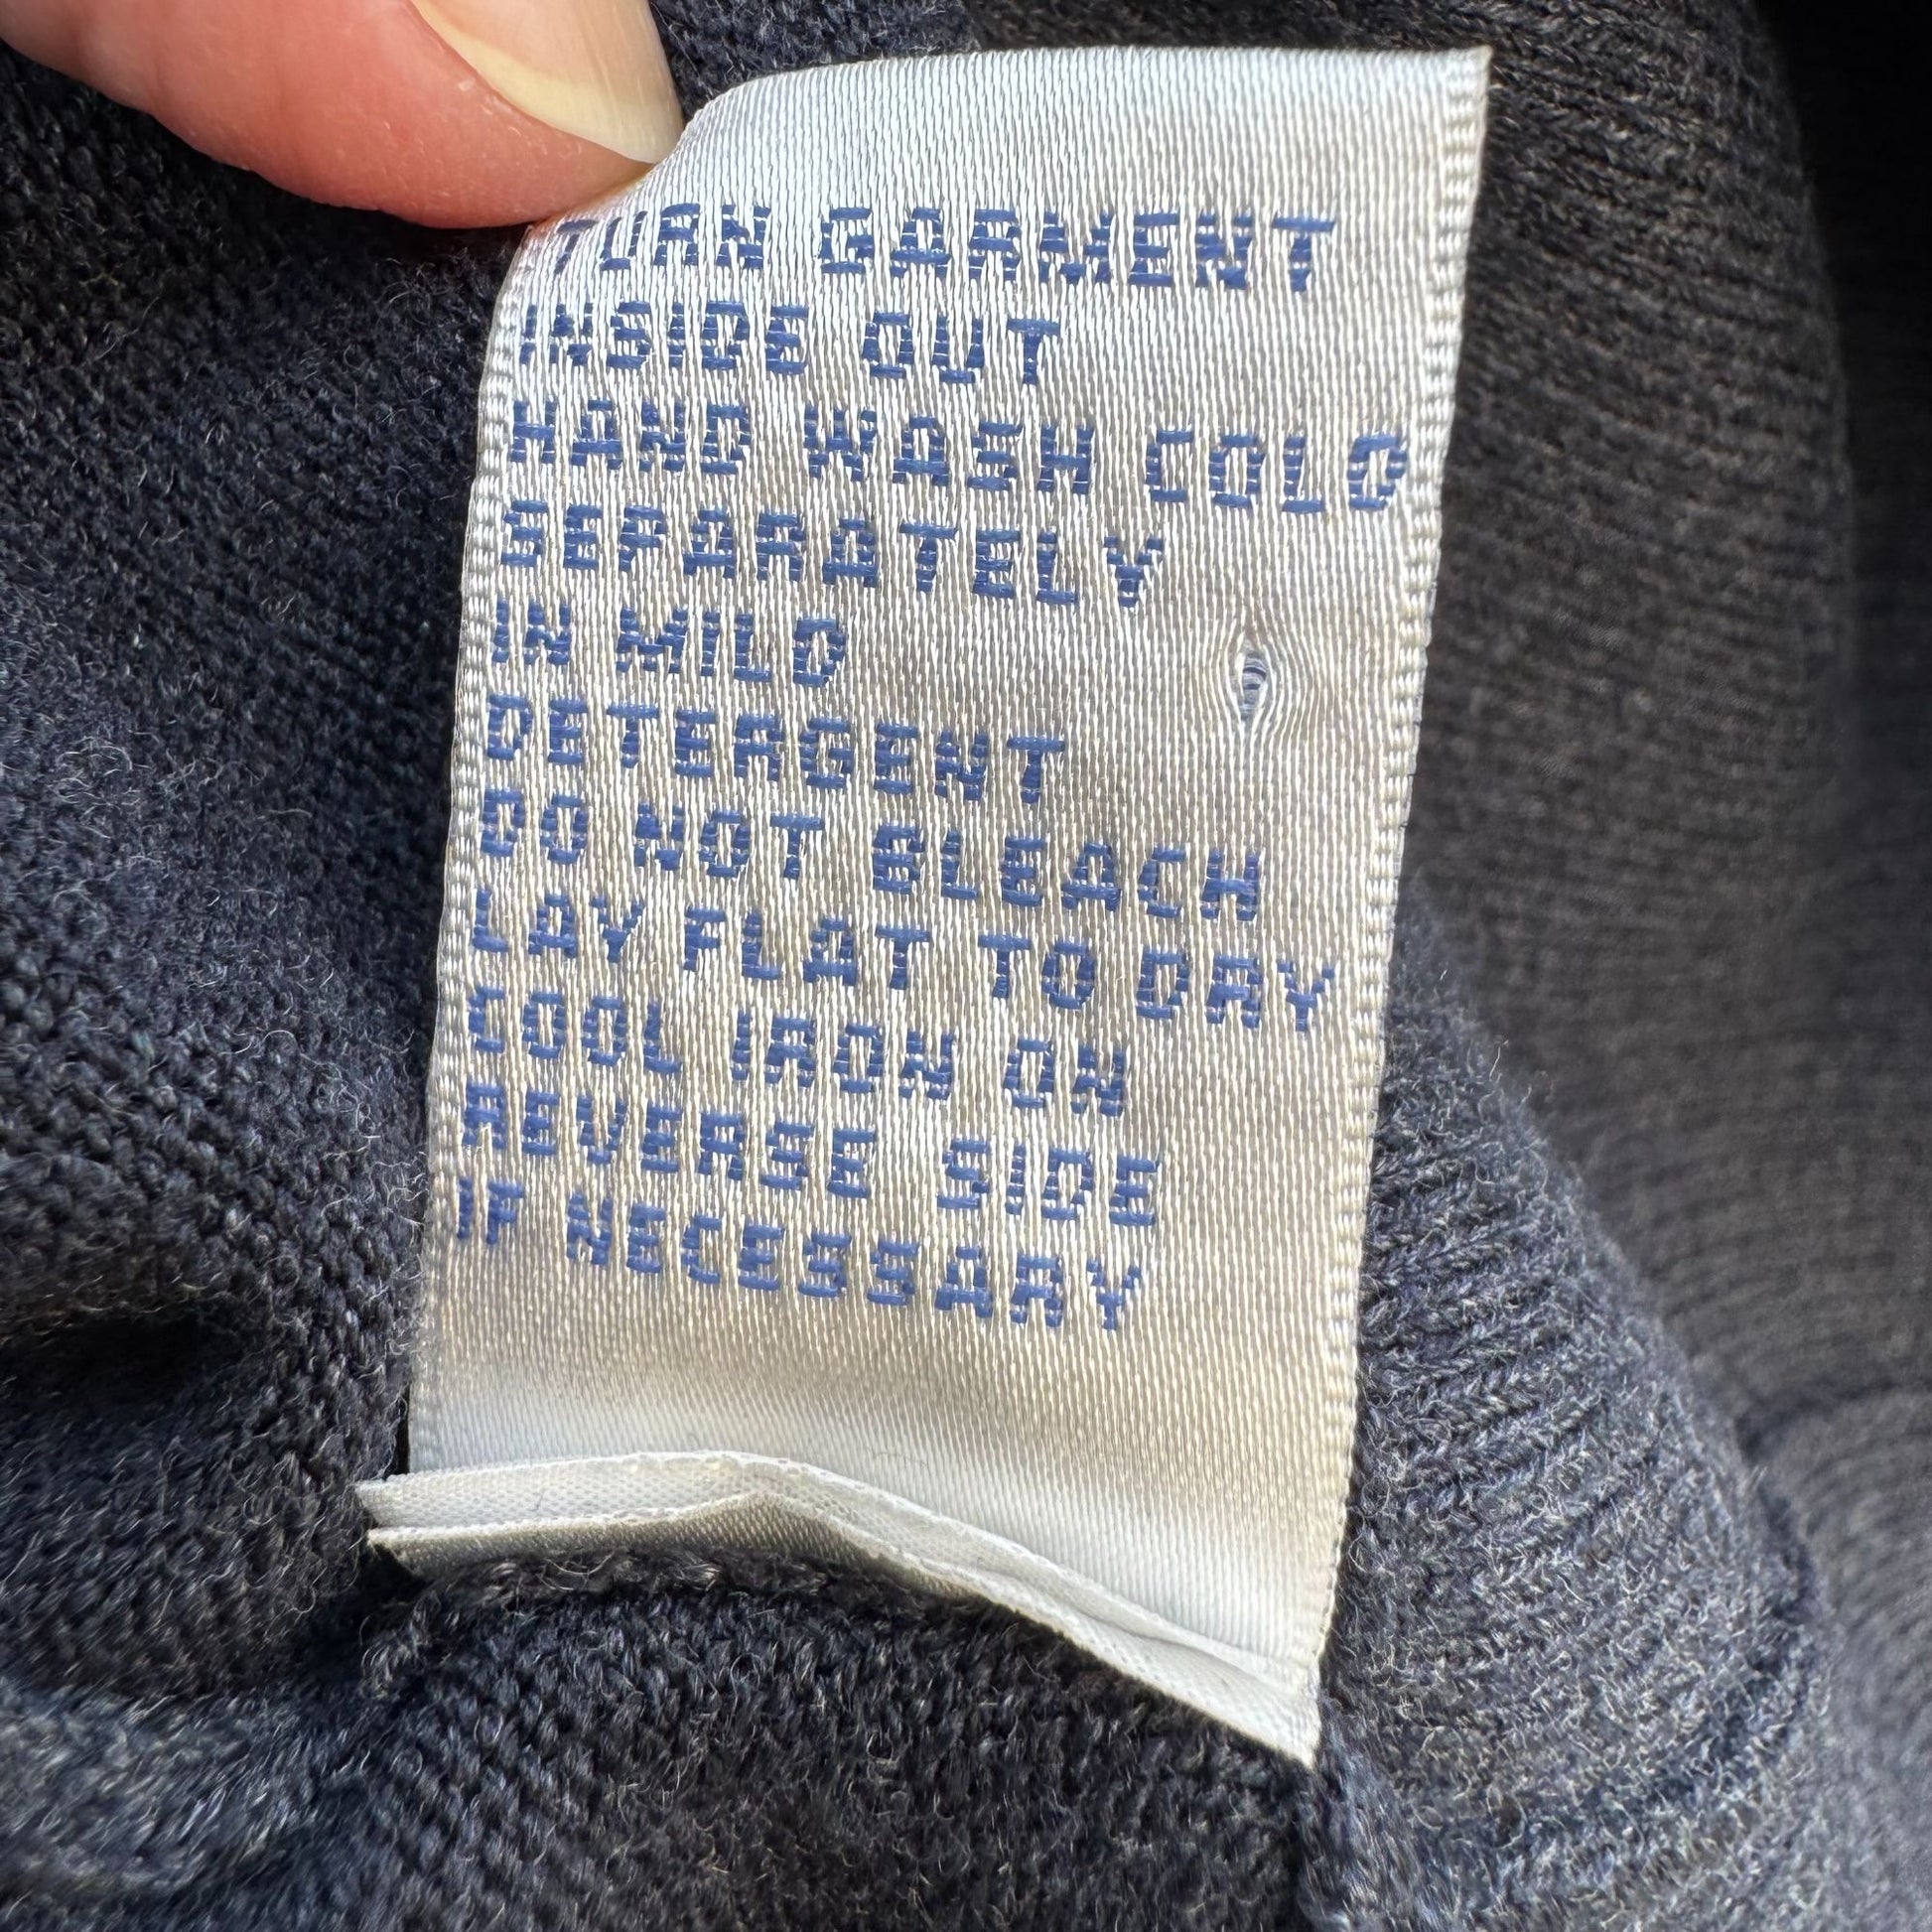 TURN GARMENT
INSIDE OUT
HAND WASH COLD
SEPARATELY
IN MILD
DETERGENT
DO NOT BLEACH
LAY FLAT TO DRY
COOL IRON ON
REVERSE SIDE
IF NECESSARY